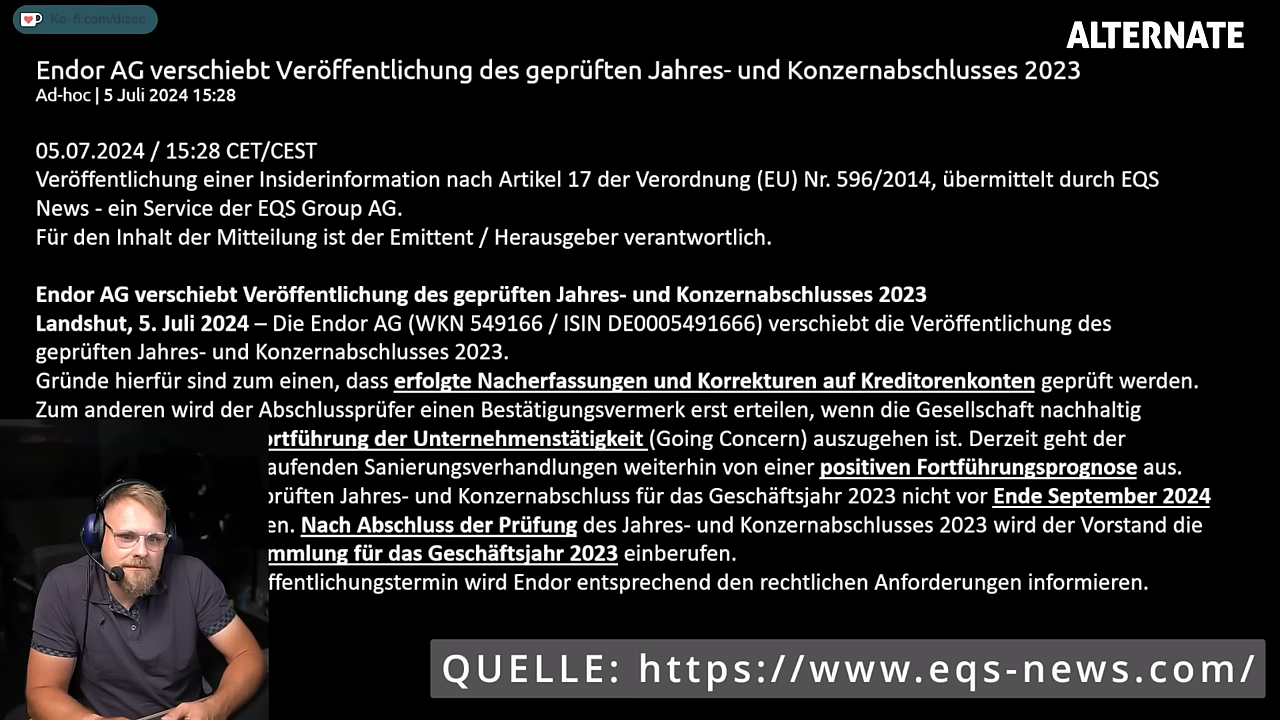 Ko-fi.com/dizee
ALTERNATE
Endor AG verschiebt Veröffentlichung des geprüften Jahres- und Konzernabschlusses 2023
Ad-hoc | 5 Juli 2024 15:28
05.07.2024 / 15:28 CET/CEST
Veröffentlichung einer Insiderinformation nach Artikel 17 der Verordnung (EU) Nr. 596/2014, übermittelt durch EQS
News - ein Service der EQS Group AG.
Für den Inhalt der Mitteilung ist der Emittent / Herausgeber verantwortlich.
Endor AG verschiebt Veröffentlichung des geprüften Jahres- und Konzernabschlusses 2023
Landshut, 5. Juli 2024 – Die Endor AG (WKN 549166 / ISIN DE0005491666) verschiebt die Veröffentlichung des
geprüften Jahres- und Konzernabschlusses 2023.
Gründe hierfür sind zum einen, dass erfolgte Nacherfassungen und Korrekturen auf Kreditorenkonten geprüft werden.
Zum anderen wird der Abschlussprüfer einen Bestätigungsvermerk erst erteilen, wenn die Gesellschaft nachhaltig
ortführung der Unternehmenstätigkeit (Going Concern) auszugehen ist. Derzeit geht der
aufenden Sanierungsverhandlungen weiterhin von einer positiven Fortführungsprognose aus.
prüften Jahres- und Konzernabschluss für das Geschäftsjahr 2023 nicht vor Ende September 2024
en. Nach Abschluss der Prüfung des Jahres- und Konzernabschlusses 2023 wird der Vorstand die
mmlung für das Geschäftsjahr 2023 einberufen.
ffentlichungstermin wird Endor entsprechend den rechtlichen Anforderungen informieren.
QUELLE: https://www.eqs-news.com/